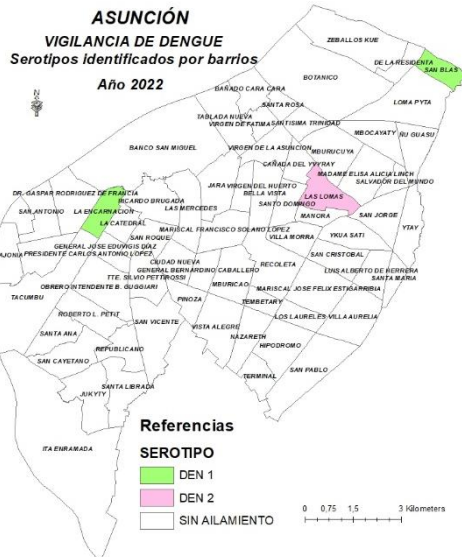 ASUNCIÓN
VIGILANCIA DE DENGUE
Serotipos identificados por barrios
Año 2022
N
ZEBALLOS KUE
DE LA RESIDENTA
SAN BLAS
BOTANICO
BAÑADO CARA CARA
LOMA PYTA
SANTA ROSA
TABLADA NUEVA
VIRGEN DE FATIMA
SANTISIMA TRINIDAD
MBOCAYATY
ÑU GUASU
BANCO SAN MIGUEL
VIRGEN DE LA ASUNCION
MBURUCUYA
CAÑADA DEL YVYRAY
MADAME ELISA ALICIA LINCH
JARA
VIRGEN DEL HUERTO
SALVADOR DEL MUNDO
DR. GASPAR RODRIGUEZ DE FRANCIA
BELLA VISTA
LAS LOMAS
RICARDO BRUGADA
SANTO DOMINGO
LAS MERCEDES
SAN ANTONIO
LA ENCARNACION
MANORA
SAN JORGE
LA CATEDRAL
MARISCAL FRANCISCO SOLANO LOPEZ
YTAY
SAN ROQUE
VILLA MORRA
YKUA SATI
GENERAL JOSE EDUVIGIS DIAZ
AJONIA
PRESIDENTE CARLOS ANTONIO LOPEZ
SAN CRISTOBAL
CIUDAD NUEVA
RECOLETA
GENERAL BERNARDINO CABALLERO
LUIS ALBERTO DE HERRERA
TTE. SILVIO PETTIROSSI
SANTA MARIA
MBURICAO
OBRERO INTENDENTE B. GUGGIARI
MARISCAL JOSE FELIX ESTIGARRIBIA
TACUMBU
PINOZA
TEMBETARY
ROBERTO L. PETIT
LOS LAURELES
VILLA AURELIA
SAN VICENTE
VISTA ALEGRE
SANTA ANA
NAZARETH
REPUBLICANO
HIPODROMO
SAN CAYETANO
SAN PABLO
TERMINAL
SANTA LIBRADA
JUKYTY
ITA ENRAMADA
Referencias
SEROTIPO
DEN 1
DEN 2
SIN AILAMIENTO
0 0,75 1,5 3 Kilometers